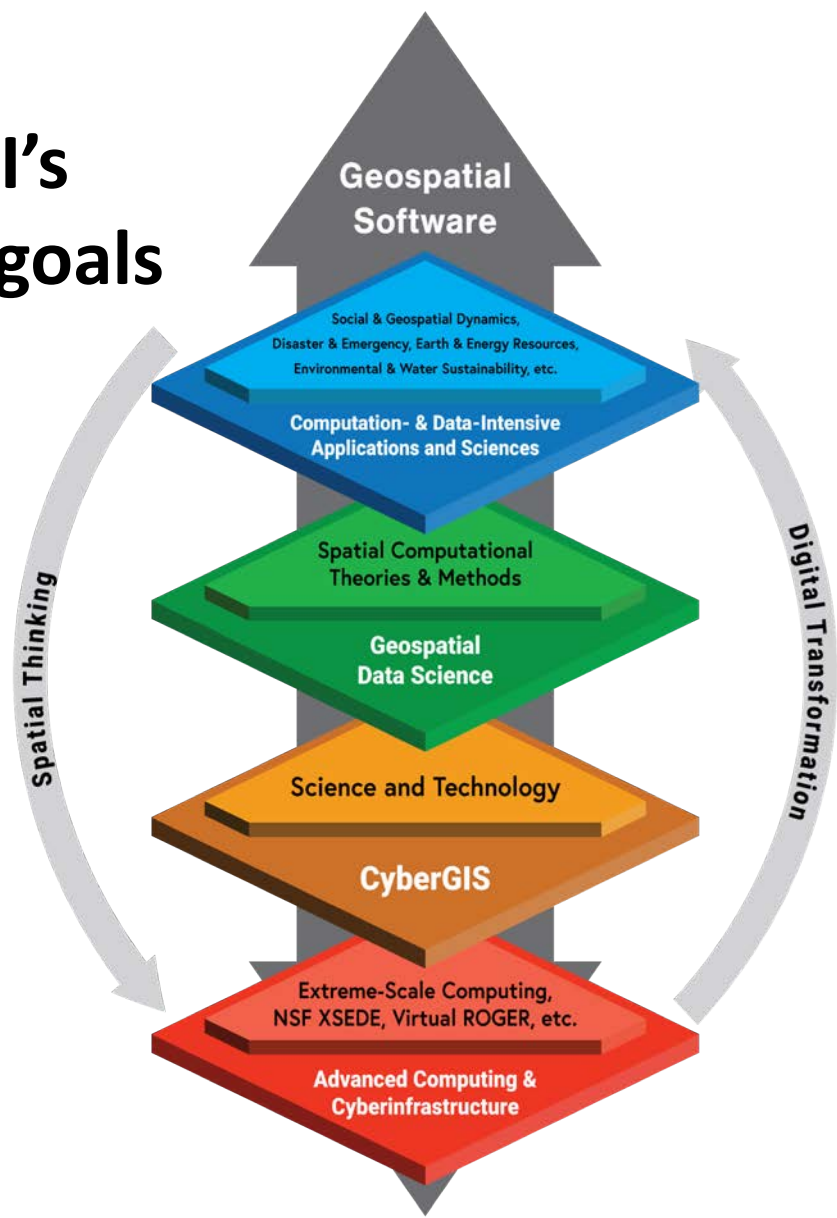 I's
goals
Geospatial
Software
Social & Geospatial Dynamics,
Disaster & Emergency, Earth & Energy Resources,
Environmental & Water Sustainability, etc.
Computation- & Data-Intensive
Applications and Sciences
Spatial Computational
Theories & Methods
Geospatial
Data Science
Science and Technology
CyberGIS
Extreme-Scale Computing,
NSF XSEDE, Virtual ROGER, etc.
Advanced Computing &
Cyberinfrastructure
Spatial Thinking
Digital Transformation